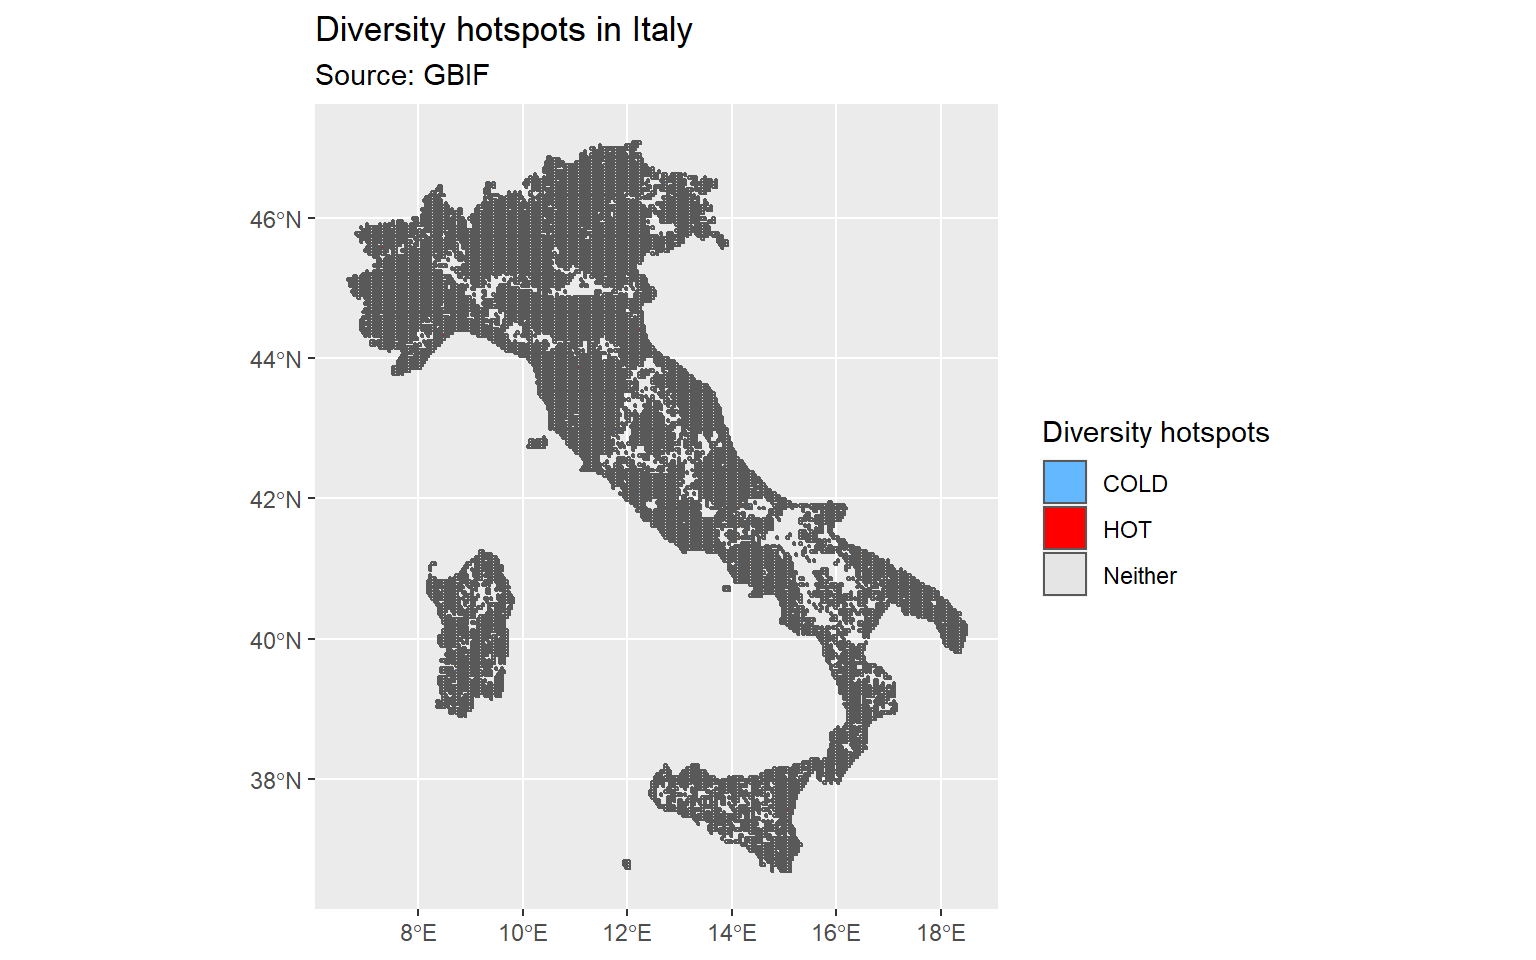 Diversity hotspots in Italy
Source: GBIF
46°N
44°N
42°N
40°N
38°N
8°E
10°E
12°E
14°E
16°E
18°E
Diversity hotspots
COLD
HOT
Neither